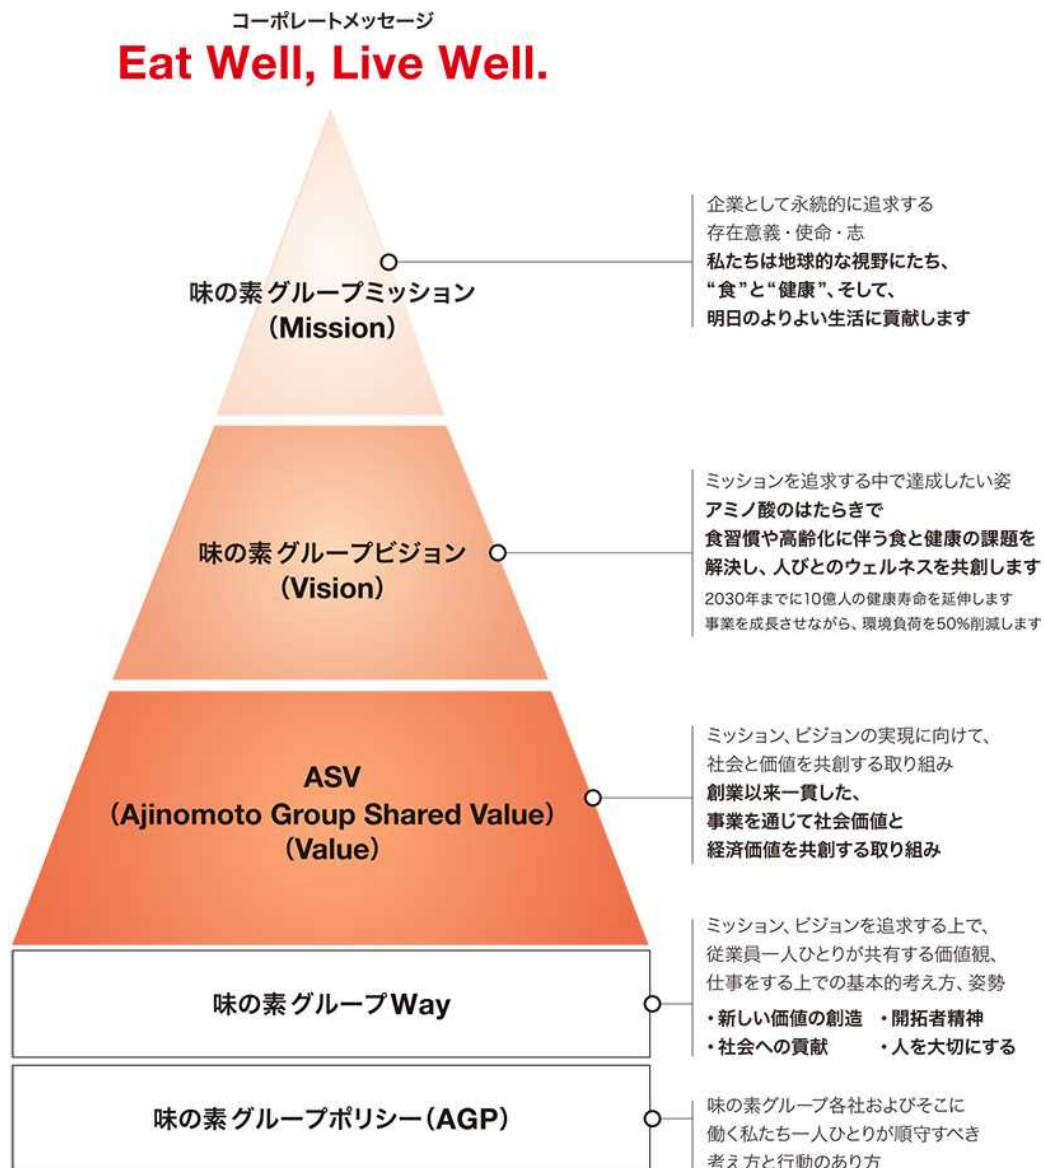 コーポレートメッセージ
Eat Well, Live Well.
味の素グループミッション
（Mission）
企業として永続的に追求する
存在意義・使命・志
私たちは地球的な視野にたち、
“食”と“健康”、そして、
明日のよりよい生活に貢献します
味の素グループビジョン
（Vision）
ミッションを追求する中で達成したい姿
アミノ酸のはたらきで
食習慣や高齢化に伴う食と健康の課題を
解決し、人びとのウェルネスを共創します
2030年までに10億人の健康寿命を延伸します
事業を成長させながら、環境負荷を50%削減します
ASV
（Ajinomoto Group Shared Value）
（Value）
ミッション、ビジョンの実現に向けて、
社会と価値を共創する取り組み
創業以来一貫した、
事業を通じて社会価値と
経済価値を共創する取り組み
味の素グループWay
ミッション、ビジョンを追求する上で、
従業員一人ひとりが共有する価値観、
仕事をする上での基本的考え方、姿勢
・新しい価値の創造 ・開拓者精神
・社会への貢献 ・人を大切にする
味の素グループポリシー（AGP）
味の素グループ各社およびそこに
働く私たち一人ひとりが順守すべき
考え方と行動のあり方